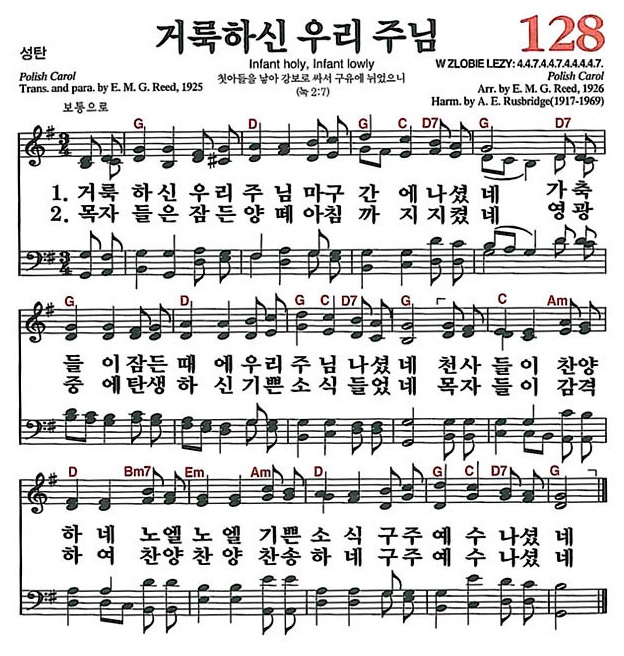 성탄
거룩하신 우리 주님
128
Infant holy, Infant lowly
W ZLOBIE LEZY: 4.4.7.4.4.7.4.4.4.4.7.
Polish Carol
Trans. and para. by E. M. G. Reed, 1925
첫아들을 낳아 강보로 싸서 구유에 뉘었으니
(눅 2:7)
Polish Carol
Arr. by E. M. G. Reed, 1926
Harm. by A. E. Rusbridge(1917-1969)
보통으로
G D G C D7 G D7
3 4
1. 거룩 하신 우리 주님 마구 간 에 나셨 네 가축
2. 목자 들은 잠든 양 떼 아침 까 지 지켰 네 영광
3 4
G D G C D7 G C Am
들 이 잠든 때 에 우리 주 님 나셨 네 천사 들이 찬양
중 에 탄생 하 신 기쁜 소 식 들었 네 목자 들이 감격
D Bm7 Em Am D G C D7 G
하 네 노엘 노 엘 기쁜 소 식 구주 예 수 나셨 네
하 여 찬양 찬 양 찬송 하 네 구주 예 수 나셨 네